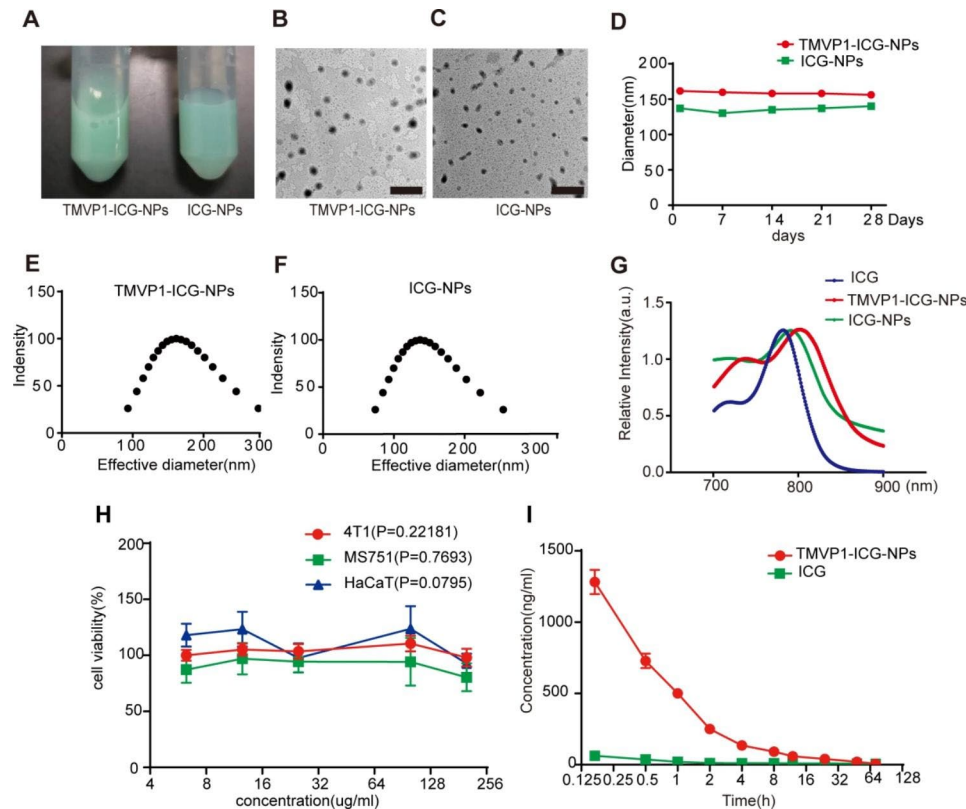 A
TMVP1-ICG-NPs ICG-NPs
B
TMVP1-ICG-NPs
C
ICG-NPs
D
TMVP1-ICG-NPs
ICG-NPs
Diameter(nm)
200
150
100
50
0
0 7 14 21 28 Days
days
E
TMVP1-ICG-NPs
Indensity
150
100
50
0
0 100 200 300
Effective diameter(nm)
F
ICG-NPs
Indensity
150
100
50
0
0 100 200 300
Effective diameter(nm)
G
ICG
TMVP1-ICG-NPs
ICG-NPs
Relative Intensity(a.u.)
1.5
1.0
0.5
0.0
700 800 900 (nm)
H
4T1(P=0.22181)
MS751(P=0.7693)
HaCaT(P=0.0795)
cell viability(%)
200
150
100
50
0
4 8 16 32 64 128 256
concentration(ug/ml)
I
TMVP1-ICG-NPs
ICG
Concentration(ng/ml)
1500
1000
500
0
0.125 0.25 0.5 1 2 4 8 16 32 64 128
Time(h)